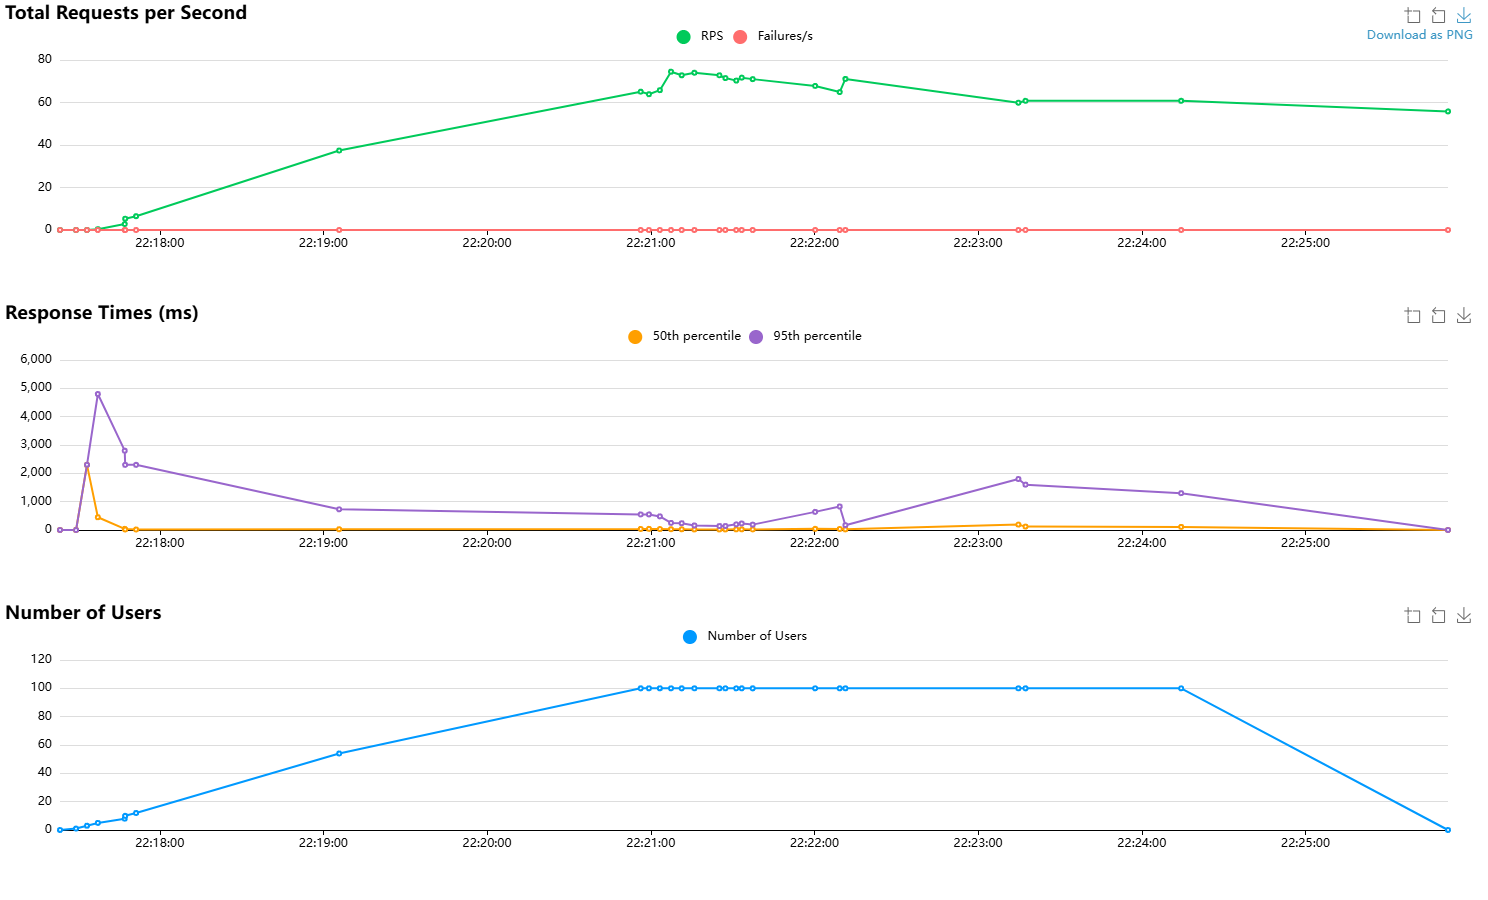 Total Requests per Second
RPS Failures/s
Download as PNG
80
60
40
20
0
22:18:00 22:19:00 22:20:00 22:21:00 22:22:00 22:23:00 22:24:00 22:25:00
Response Times (ms)
50th percentile 95th percentile
6,000
5,000
4,000
3,000
2,000
1,000
0
22:18:00 22:19:00 22:20:00 22:21:00 22:22:00 22:23:00 22:24:00 22:25:00
Number of Users
Number of Users
120
100
80
60
40
20
0
22:18:00 22:19:00 22:20:00 22:21:00 22:22:00 22:23:00 22:24:00 22:25:00